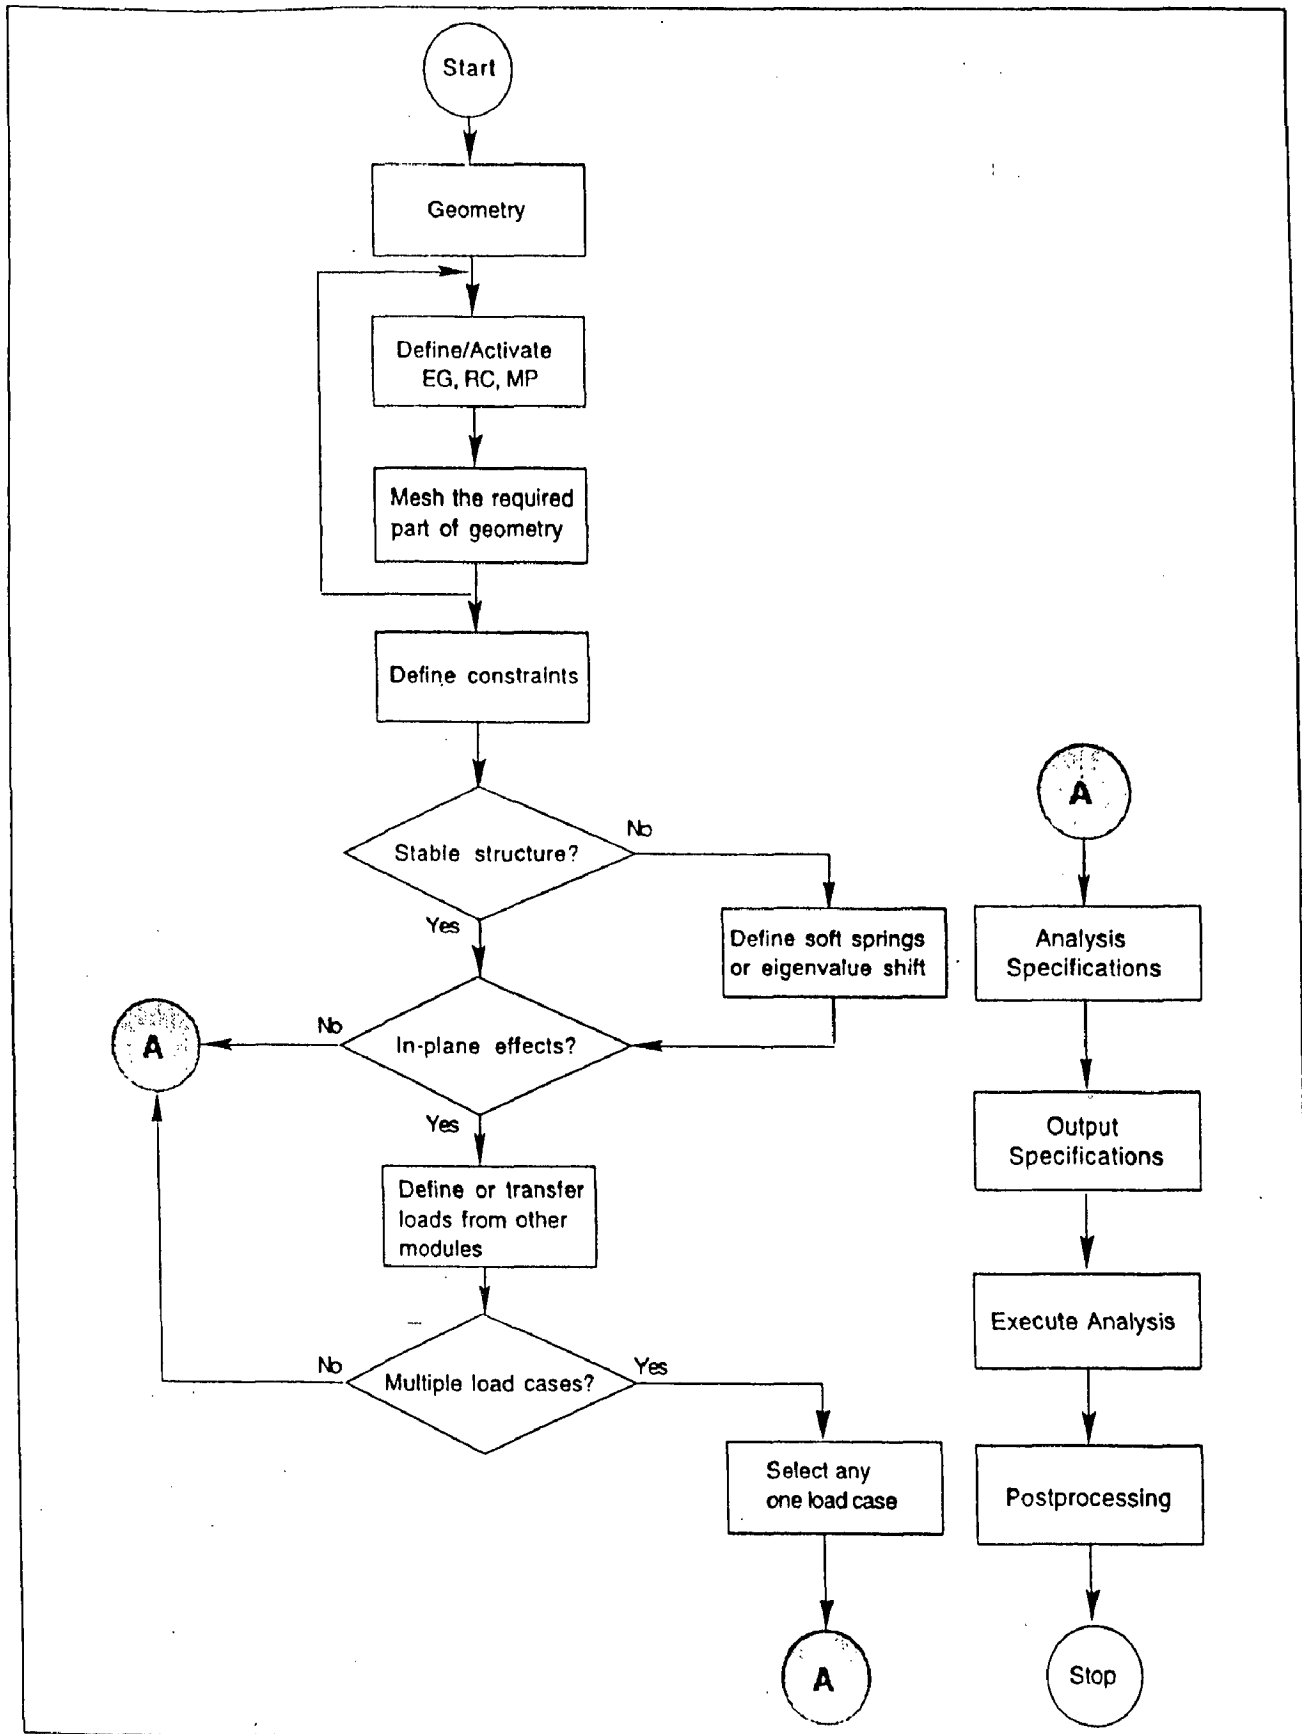 Start
Geometry
Define/Activate
EG, RC, MP
Mesh the required
part of geometry
Define constraints
Stable structure?
No
Yes
Define soft springs
or eigenvalue shift
In-plane effects?
No
A
Yes
Define or transfer
loads from other
modules
Multiple load cases?
No
Yes
Select any
one load case
A
A
Analysis
Specifications
Output
Specifications
Execute Analysis
Postprocessing
Stop